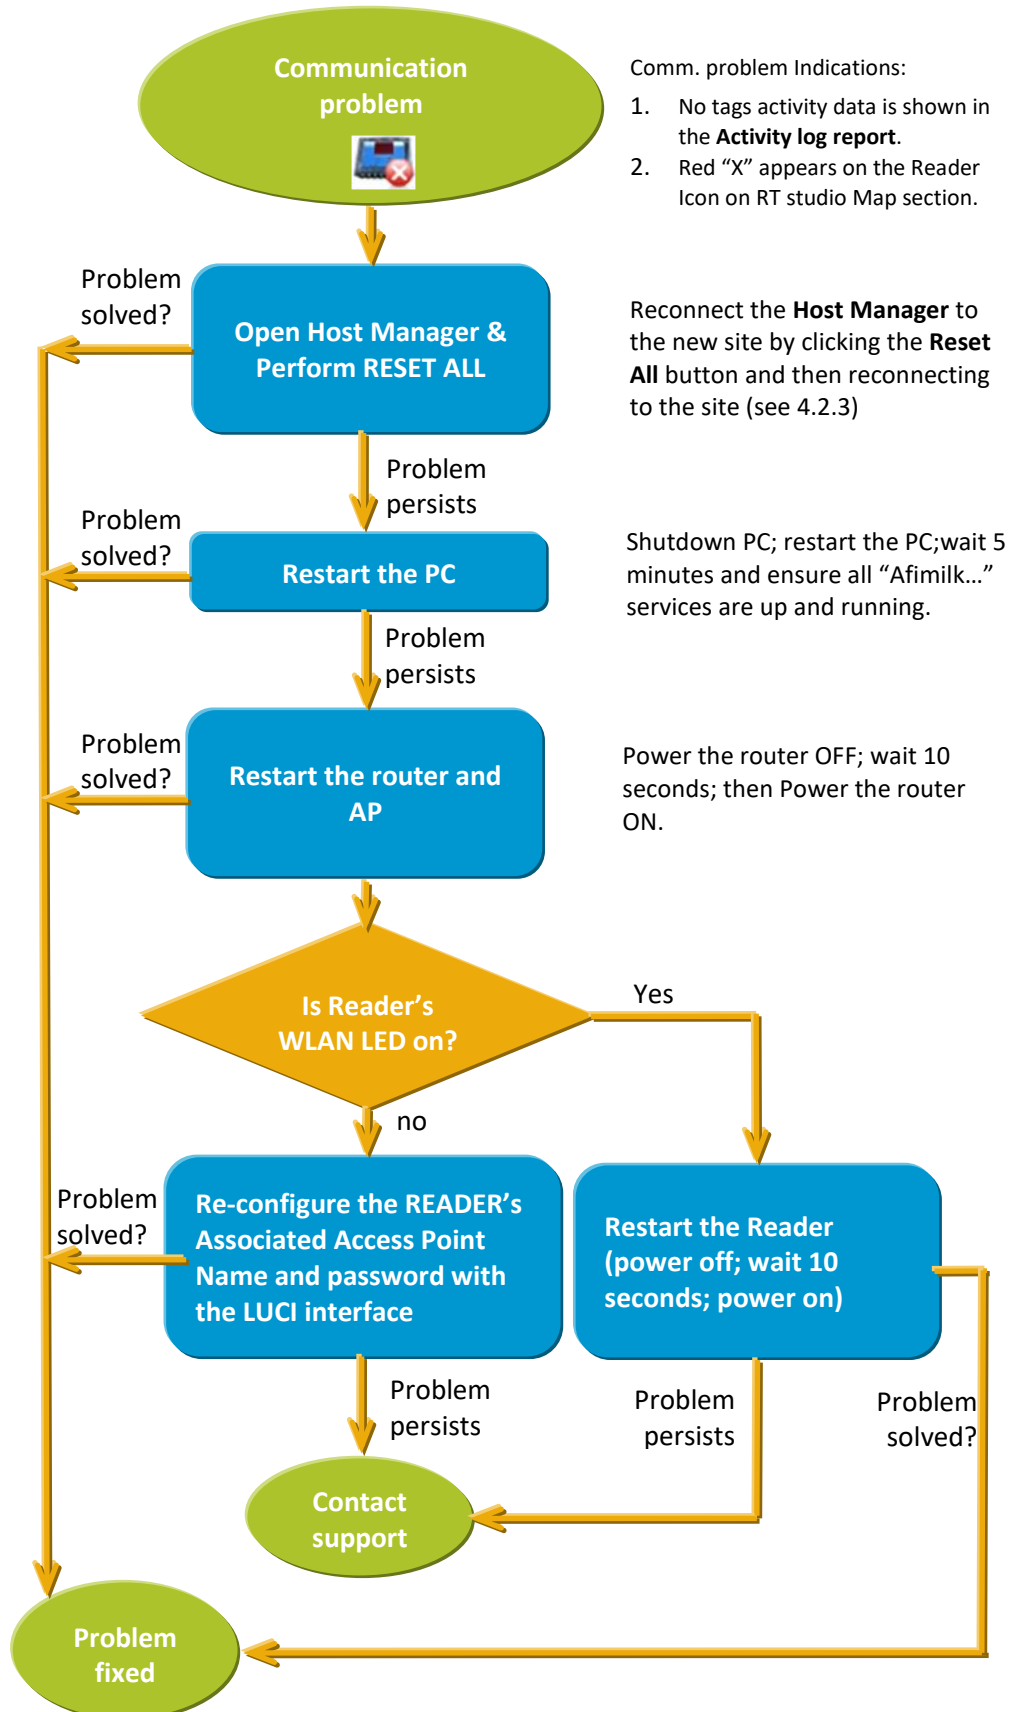 Communication
problem
Comm. problem Indications:
1. No tags activity data is shown in
the Activity log report.
2. Red “X” appears on the Reader
Icon on RT studio Map section.
Problem
solved?
Open Host Manager &
Perform RESET ALL
Reconnect the Host Manager to
the new site by clicking the Reset
All button and then reconnecting
to the site (see 4.2.3)
Problem
persists
Problem
solved?
Restart the PC
Shutdown PC; restart the PC;wait 5
minutes and ensure all “Afimilk…”
services are up and running.
Problem
persists
Problem
solved?
Restart the router and
AP
Power the router OFF; wait 10
seconds; then Power the router
ON.
Is Reader’s
WLAN LED on?
Yes
no
Problem
solved?
Re-configure the READER’s
Associated Access Point
Name and password with
the LUCI interface
Restart the Reader
(power off; wait 10
seconds; power on)
Problem
persists
Problem
persists
Problem
solved?
Contact
support
Problem
fixed